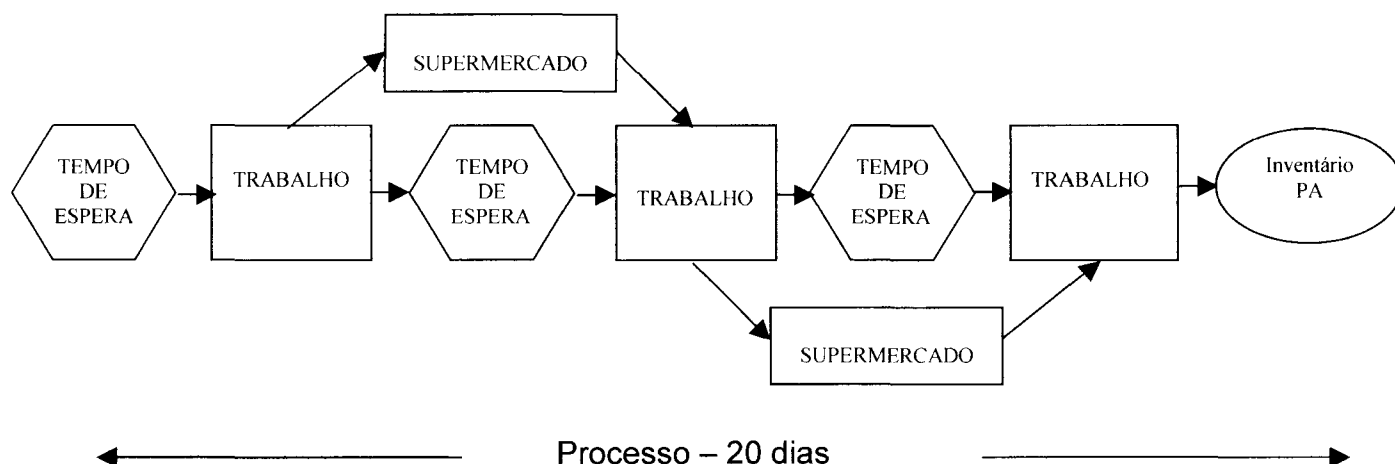 SUPERMERCADO
TEMPO
DE
ESPERA
TRABALHO
TEMPO
DE
ESPERA
TRABALHO
TEMPO
DE
ESPERA
TRABALHO
Inventário
PA
SUPERMERCADO
Processo – 20 dias